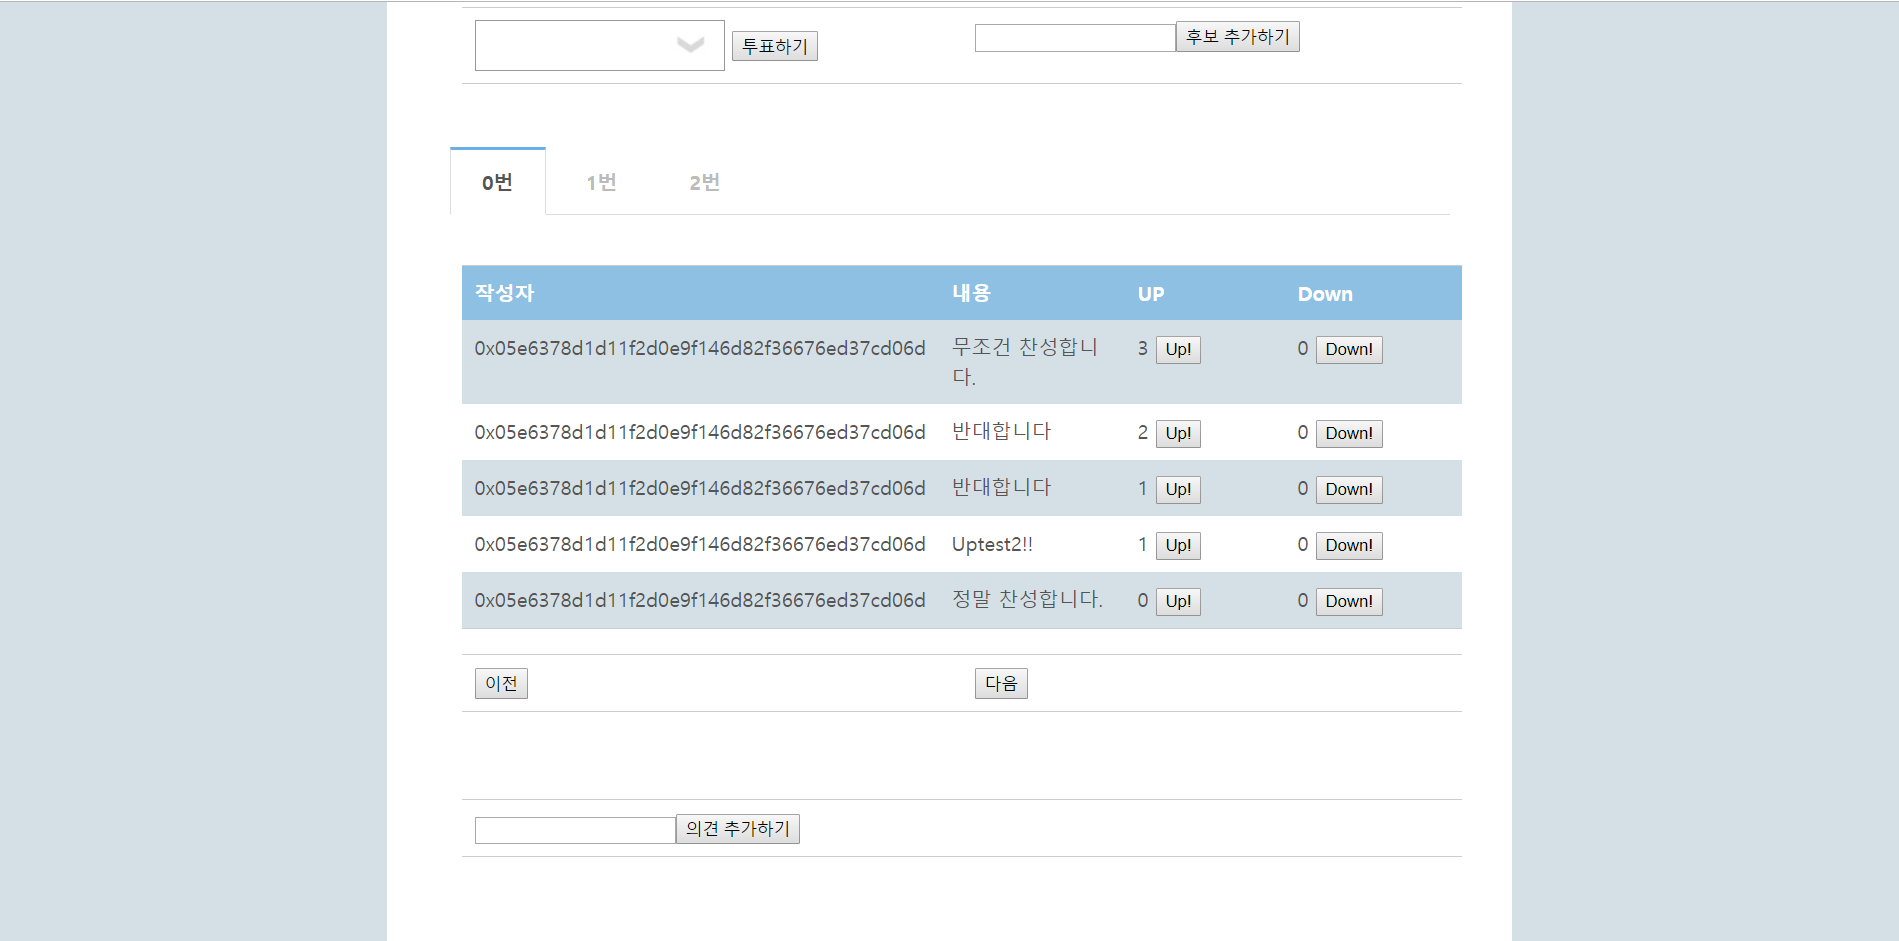 투표하기 후보 추가하기
0번 1번 2번
작성자 내용 UP Down
0x05e6378d1d11f2d0e9f146d82f36676ed37cd06d 무조건 찬성합니 3 Up! 0 Down!
다.
0x05e6378d1d11f2d0e9f146d82f36676ed37cd06d 반대합니다 2 Up! 0 Down!
0x05e6378d1d11f2d0e9f146d82f36676ed37cd06d 반대합니다 1 Up! 0 Down!
0x05e6378d1d11f2d0e9f146d82f36676ed37cd06d Uptest2!! 1 Up! 0 Down!
0x05e6378d1d11f2d0e9f146d82f36676ed37cd06d 정말 찬성합니다. 0 Up! 0 Down!
이전 다음
의견 추가하기